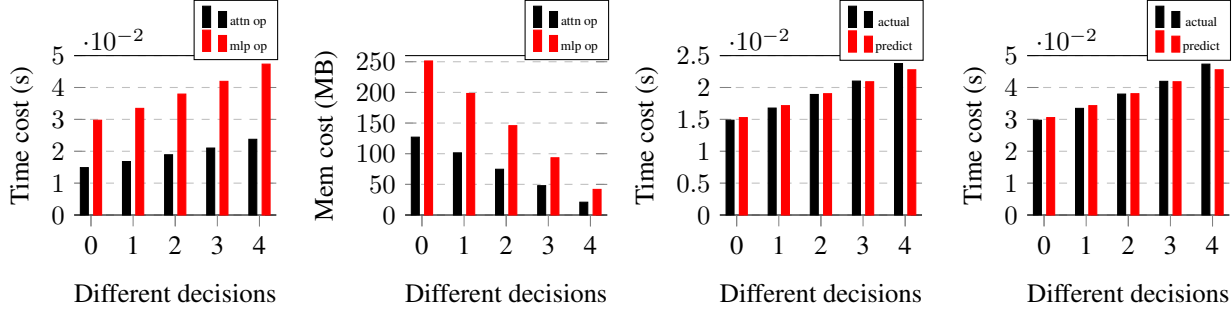 attn op
mlp op
·10⁻²
Time cost (s)
5
4
3
2
1
0
0 1 2 3 4
Different decisions
attn op
mlp op
Mem cost (MB)
250
200
150
100
50
0
0 1 2 3 4
Different decisions
actual
predict
·10⁻²
Time cost (s)
2.5
2
1.5
1
0.5
0
0 1 2 3 4
Different decisions
actual
predict
·10⁻²
Time cost (s)
5
4
3
2
1
0
0 1 2 3 4
Different decisions